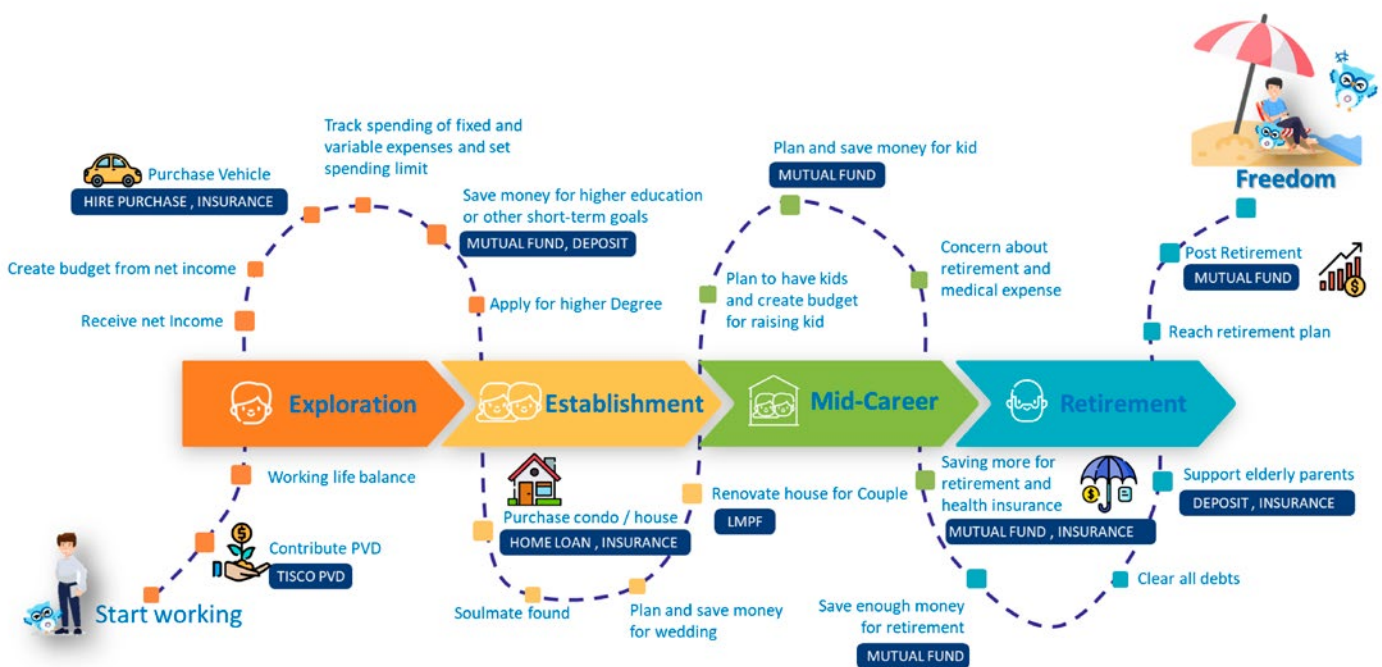 Start working
Contribute PVD
TISCO PVD
Working life balance
Exploration
Receive net Income
Create budget from net income
Purchase Vehicle
HIRE PURCHASE , INSURANCE
Track spending of fixed and
variable expenses and set
spending limit
Save money for higher education
or other short-term goals
MUTUAL FUND, DEPOSIT
Apply for higher Degree
Establishment
Purchase condo / house
HOME LOAN , INSURANCE
Soulmate found
Plan and save money
for wedding
Renovate house for Couple
LMPF
Mid-Career
Plan to have kids
and create budget
for raising kid
Plan and save money for kid
MUTUAL FUND
Concern about
retirement and
medical expense
Saving more for
retirement and
health insurance
MUTUAL FUND , INSURANCE
Save enough money
for retirement
MUTUAL FUND
Clear all debts
Support elderly parents
DEPOSIT , INSURANCE
Retirement
Reach retirement plan
Post Retirement
MUTUAL FUND
Freedom